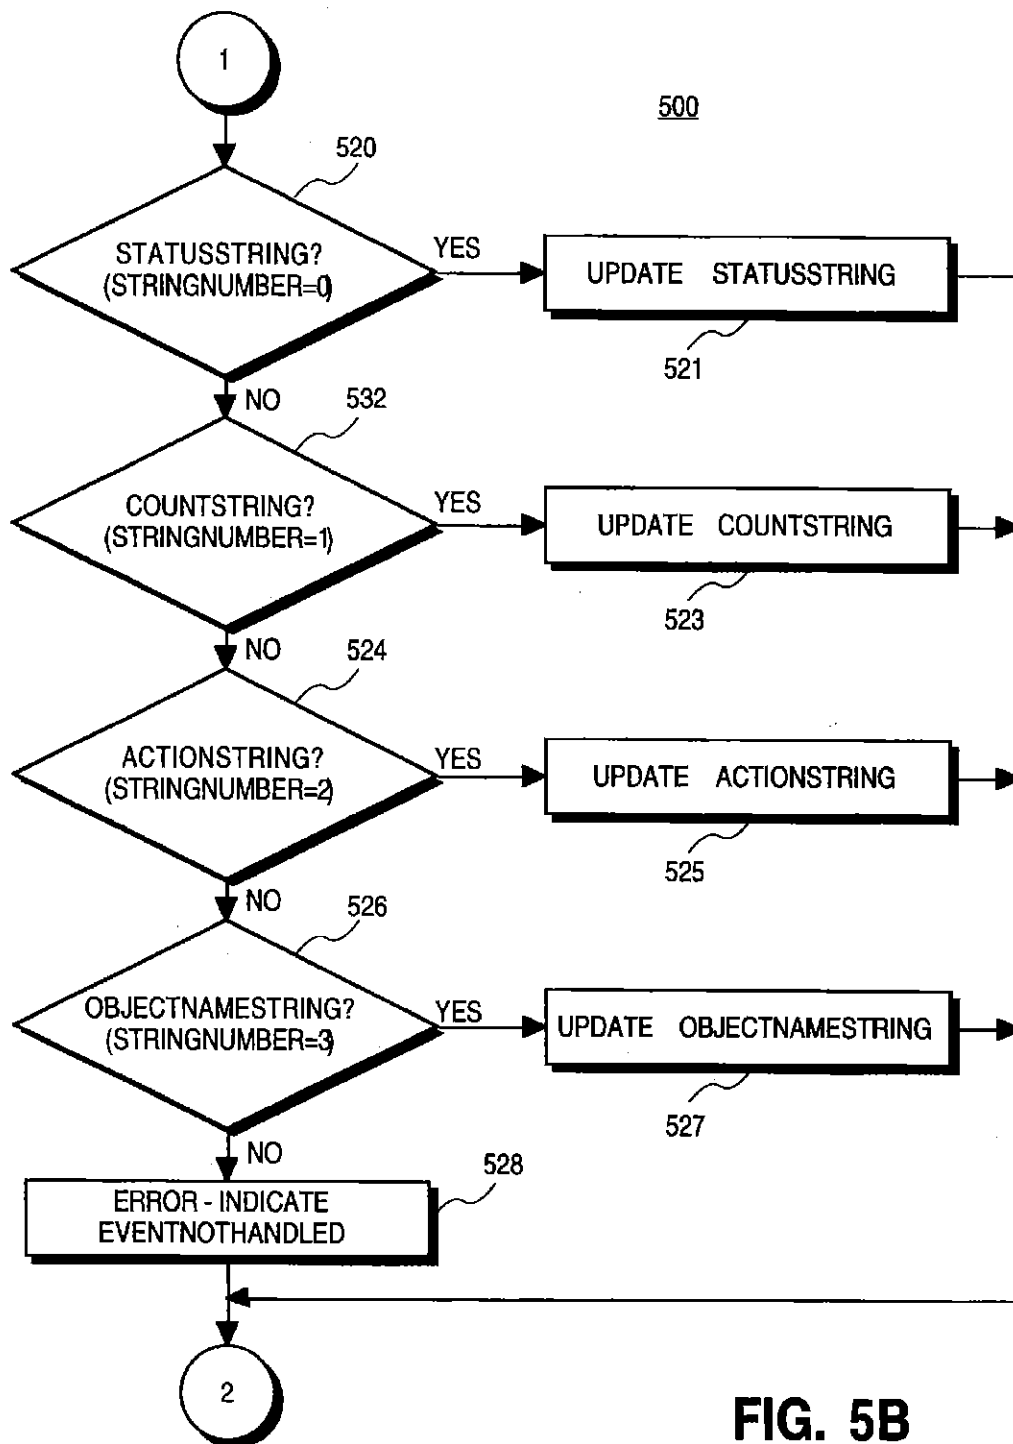 1
500
520
STATUSSTRING?
(STRINGNUMBER=0)
YES
UPDATE STATUSSTRING
521
NO
532
COUNTSTRING?
(STRINGNUMBER=1)
YES
UPDATE COUNTSTRING
523
NO
524
ACTIONSTRING?
(STRINGNUMBER=2)
YES
UPDATE ACTIONSTRING
525
NO
526
OBJECTNAMESTRING?
(STRINGNUMBER=3)
YES
UPDATE OBJECTNAMESTRING
527
NO
528
ERROR - INDICATE
EVENTNOTHANDLED
2
FIG. 5B